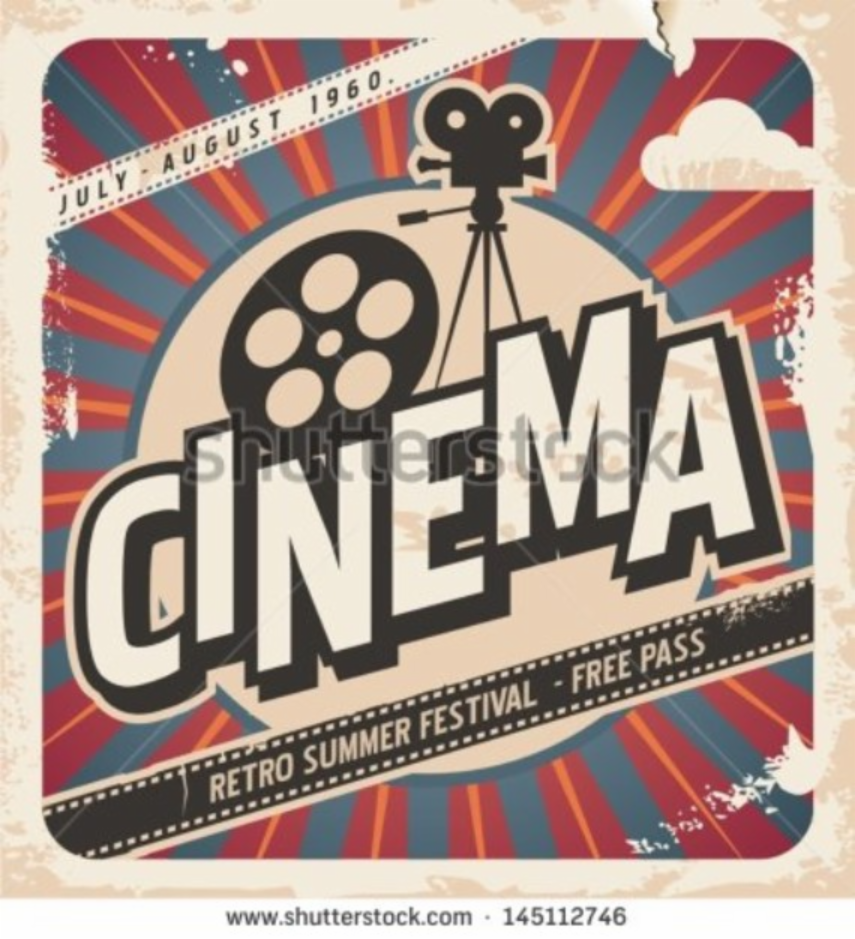 JULY - AUGUST 1960.
CINEMA
shutterstock
RETRO SUMMER FESTIVAL - FREE PASS
www.shutterstock.com · 145112746